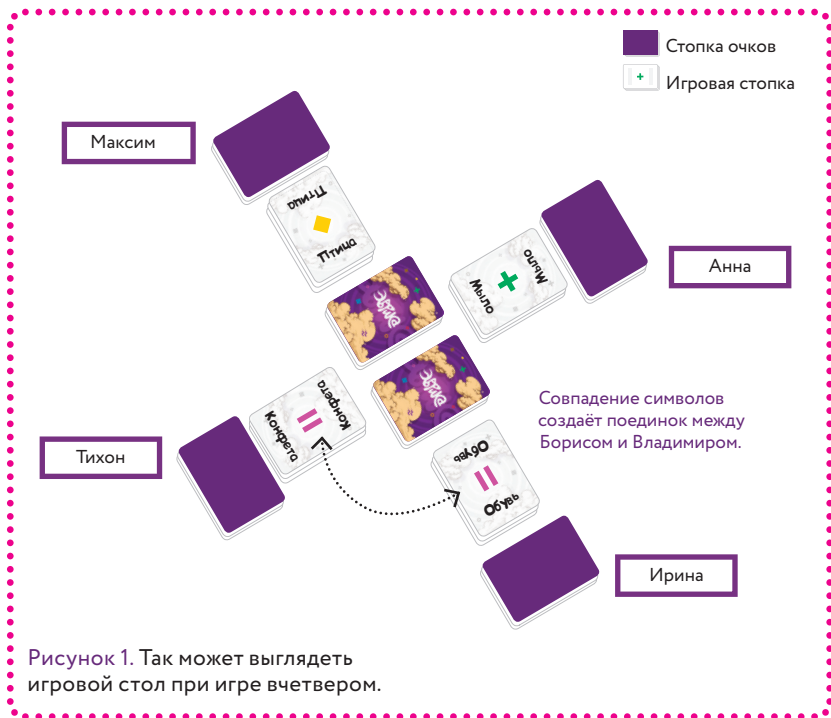 Стопка очков
Игровая стопка
Максим
Птица
Птица
Мыло
Мыло
Анна
Конфета
Конфета
Совпадение символов
создаёт поединок между
Борисом и Владимиром.
Тихон
Обувь
Обувь
Ирина
Рисунок 1. Так может выглядеть
игровой стол при игре вчетвером.